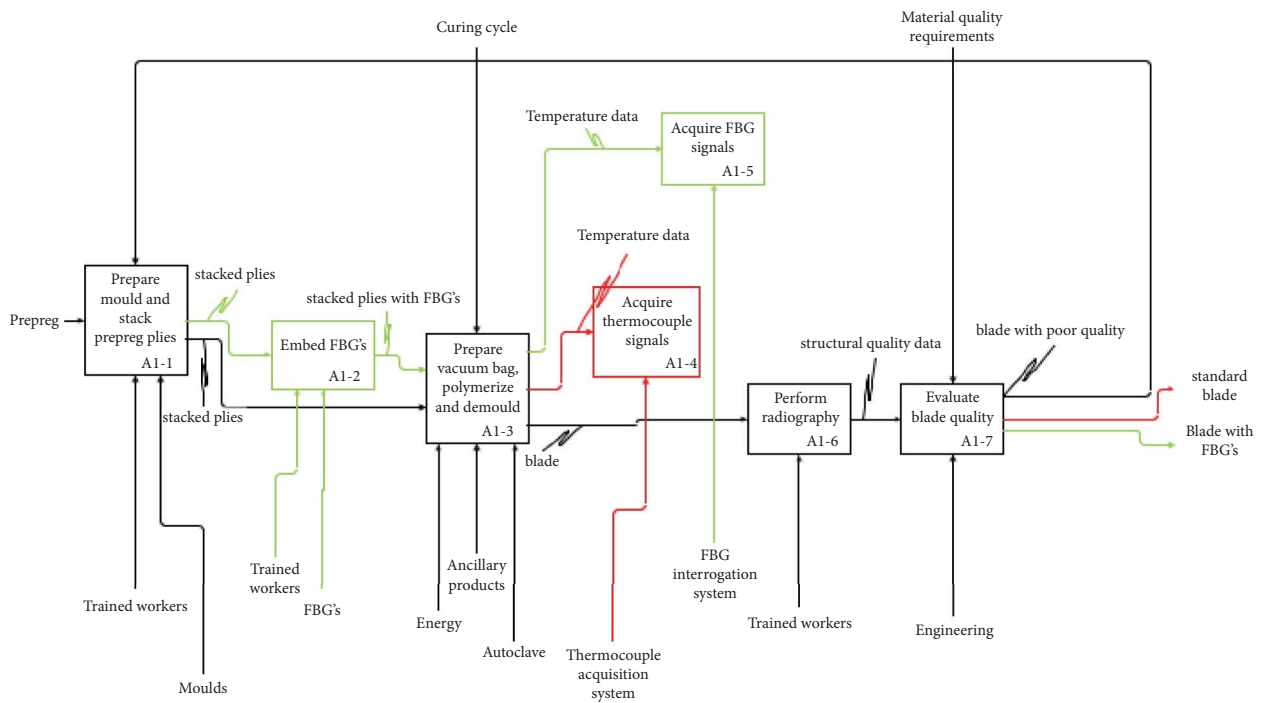 Curing cycle
Material quality
requirements
Temperature data
Acquire FBG
signals
A1-5
Temperature data
Prepreg
Prepare
mould and
stack
prepreg plies
A1-1
stacked plies
stacked plies
stacked plies with FBG's
Embed FBG's
A1-2
Prepare
vacuum bag,
polymerize
and demould
A1-3
Acquire
thermocouple
signals
A1-4
blade
Perform
radiography
A1-6
structural quality data
Evaluate
blade quality
A1-7
blade with poor quality
standard
blade
Blade with
FBG's
Trained workers
Moulds
Trained
workers
FBG's
Energy
Ancillary
products
Autoclave
Thermocouple
acquisition
system
FBG
interrogation
system
Trained workers
Engineering